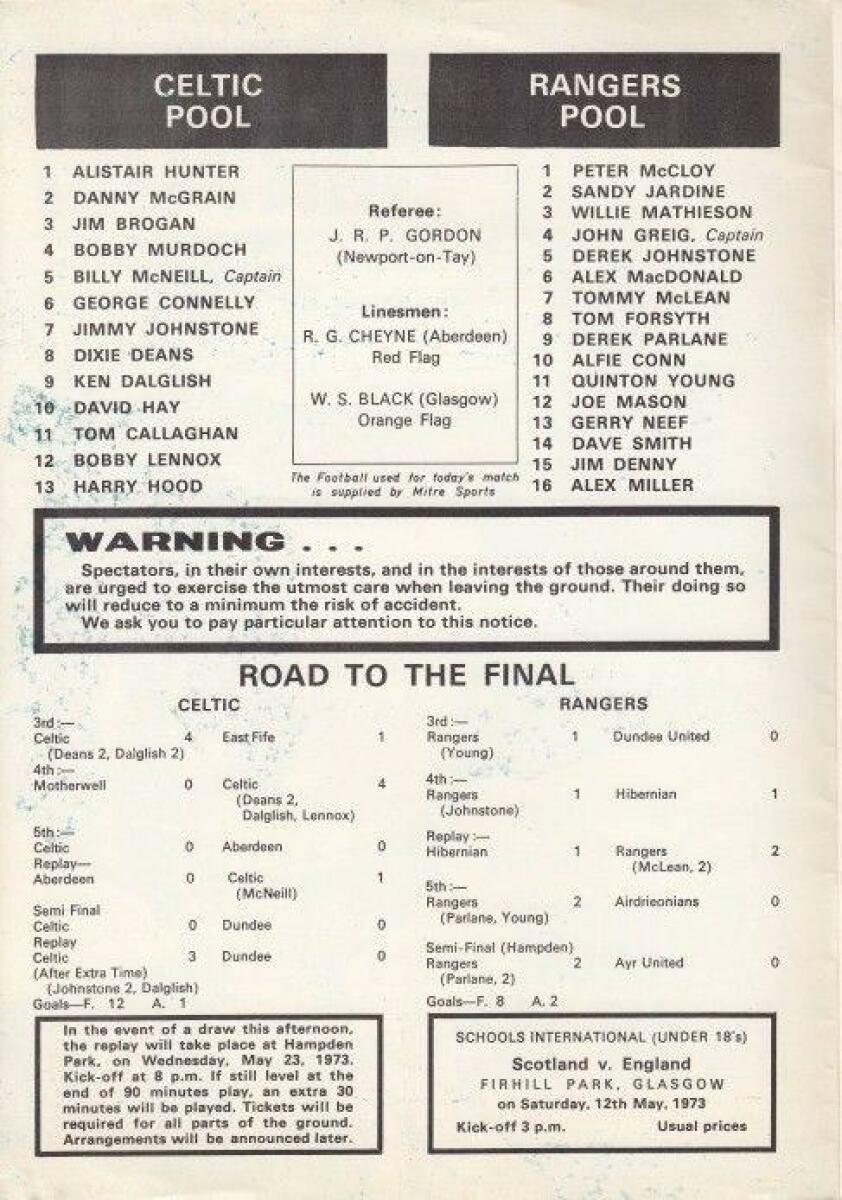 CELTIC
POOL
1 ALISTAIR HUNTER
2 DANNY McGRAIN
3 JIM BROGAN
4 BOBBY MURDOCH
5 BILLY McNEILL, Captain
6 GEORGE CONNELLY
7 JIMMY JOHNSTONE
8 DIXIE DEANS
9 KEN DALGLISH
10 DAVID HAY
11 TOM CALLAGHAN
12 BOBBY LENNOX
13 HARRY HOOD
Referee:
J. R. P. GORDON
(Newport-on-Tay)
Linesmen:
R. G. CHEYNE (Aberdeen)
Red Flag
W. S. BLACK (Glasgow)
Orange Flag
The Football used for today's match
is supplied by Mitre Sports
RANGERS
POOL
1 PETER McCLOY
2 SANDY JARDINE
3 WILLIE MATHIESON
4 JOHN GREIG, Captain
5 DEREK JOHNSTONE
6 ALEX MacDONALD
7 TOMMY McLEAN
8 TOM FORSYTH
9 DEREK PARLANE
10 ALFIE CONN
11 QUINTON YOUNG
12 JOE MASON
13 GERRY NEEF
14 DAVE SMITH
15 JIM DENNY
16 ALEX MILLER
WARNING . . .
Spectators, in their own interests, and in the interests of those around them,
are urged to exercise the utmost care when leaving the ground. Their doing so
will reduce to a minimum the risk of accident.
We ask you to pay particular attention to this notice.
ROAD TO THE FINAL
CELTIC
3rd:—
Celtic 4 East Fife 1
(Deans 2, Dalglish 2)
4th:—
Motherwell 0 Celtic 4
(Deans 2,
Dalglish, Lennox)
5th:—
Celtic 0 Aberdeen 0
Replay—
Aberdeen 0 Celtic 1
(McNeill)
Semi Final
Celtic 0 Dundee 0
Replay
Celtic 3 Dundee 0
(After Extra Time)
(Johnstone 2, Dalglish)
Goals—F. 12 A. 1
RANGERS
3rd:—
Rangers 1 Dundee United 0
(Young)
4th:—
Rangers 1 Hibernian 1
(Johnstone)
Replay:—
Hibernian 1 Rangers 2
(McLean, 2)
5th:—
Rangers 2 Airdrieonians 0
(Parlane, Young)
Semi-Final (Hampden)
Rangers 2 Ayr United 0
(Parlane, 2)
Goals—F. 8 A. 2
In the event of a draw this afternoon,
the replay will take place at Hampden
Park, on Wednesday, May 23, 1973.
Kick-off at 8 p.m. If still level at the
end of 90 minutes play, an extra 30
minutes will be played. Tickets will be
required for all parts of the ground.
Arrangements will be announced later.
SCHOOLS INTERNATIONAL (UNDER 18's)
Scotland v. England
FIRHILL PARK, GLASGOW
on Saturday, 12th May, 1973
Kick-off 3 p.m. Usual prices